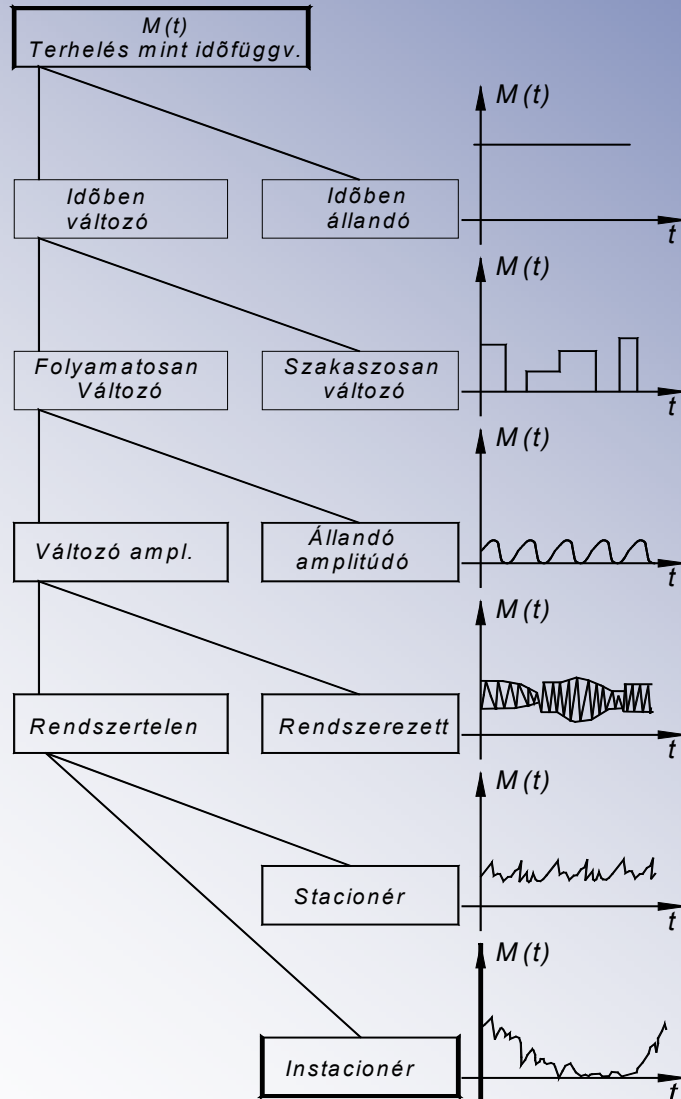 M(t)
Terhelés mint idõfüggv.
M(t)
Idõben
változó
Idõben
állandó
t
M(t)
Folyamatosan
Változó
Szakaszosan
változó
t
M(t)
Változó ampl.
Állandó
amplitúdó
t
M(t)
Rendszertelen
Rendszerezett
t
M(t)
Stacionér
t
M(t)
Instacionér
t